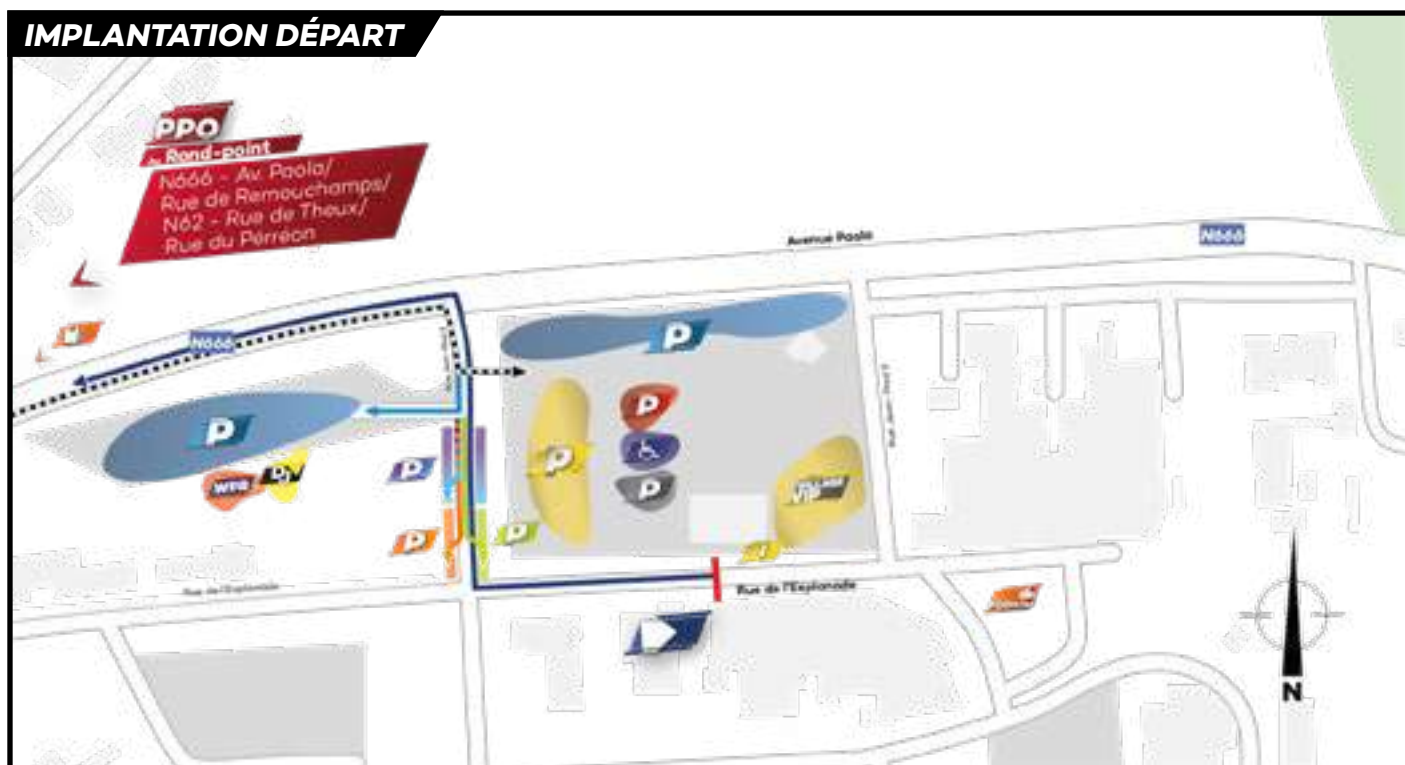 IMPLANTATION DÉPART
PPO
Rond-point
N666 - Av. Paola/
Rue de Remouchamps/
N62 - Rue de Theux/
Rue du Perréon
Avenue Paola
N666
N666
P
P
P
P
P
P
P
P
VILLAGE
VIP
i
Rue de l'Esplanade
Rue de l'Esplanade
N